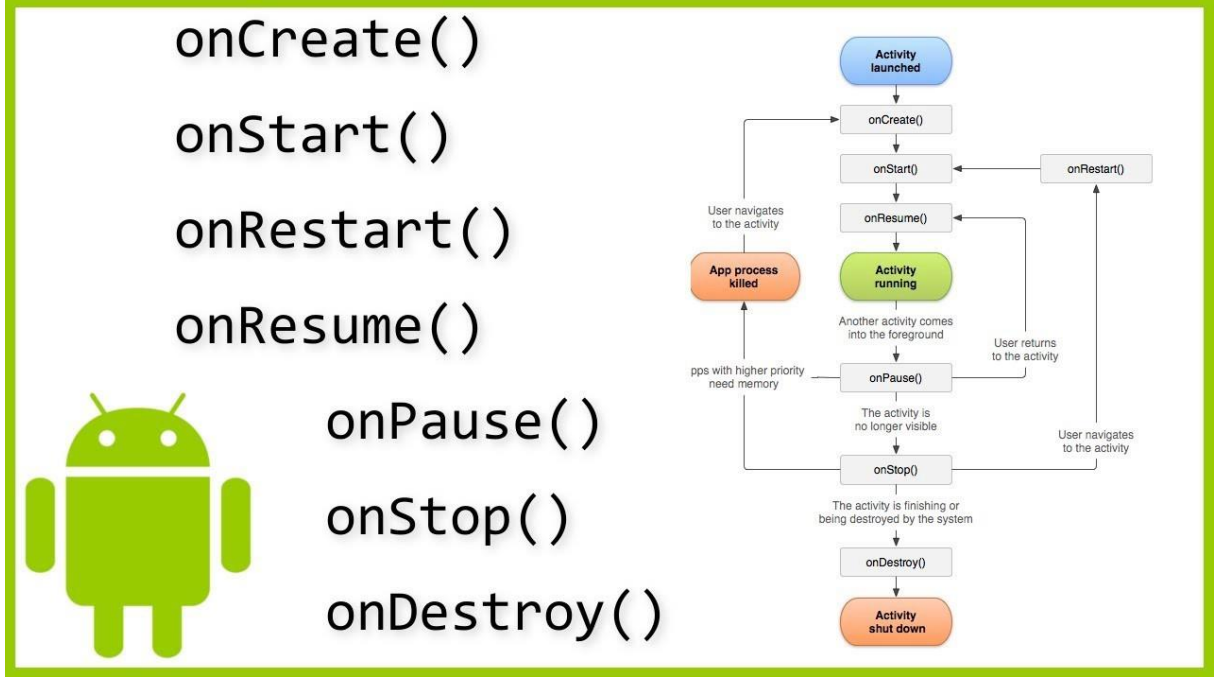 onCreate()
onStart()
onRestart()
onResume()
onPause()
onStop()
onDestroy()
Activity
launched
onCreate()
onStart()
onRestart()
onResume()
User navigates
to the activity
App process
killed
Activity
running
Another activity comes
into the foreground
User returns
to the activity
pps with higher priority
need memory
onPause()
The activity is
no longer visible
User navigates
to the activity
onStop()
The activity is finishing or
being destroyed by the system
onDestroy()
Activity
shut down